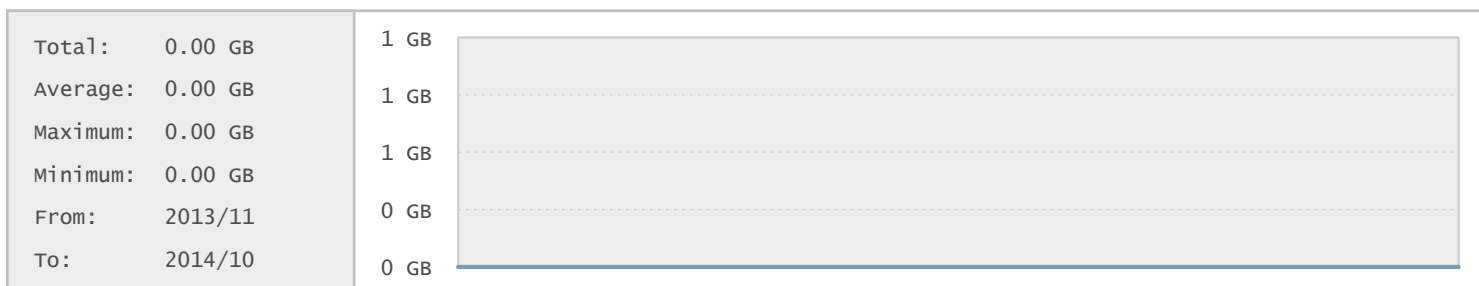 Total: 0.00 GB
Average: 0.00 GB
Maximum: 0.00 GB
Minimum: 0.00 GB
From: 2013/11
To: 2014/10
1 GB
1 GB
1 GB
0 GB
0 GB